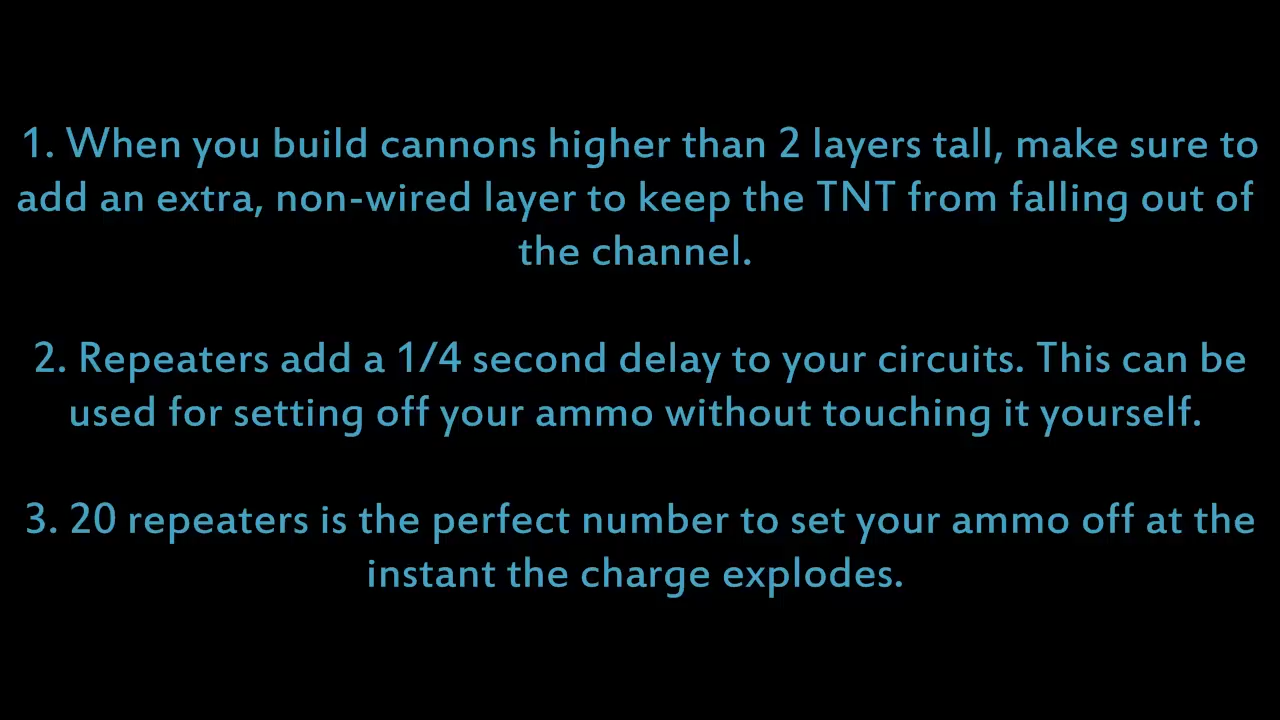 1. When you build cannons higher than 2 layers tall, make sure to
add an extra, non-wired layer to keep the TNT from falling out of
the channel.
2. Repeaters add a 1/4 second delay to your circuits. This can be
used for setting off your ammo without touching it yourself.
3. 20 repeaters is the perfect number to set your ammo off at the
instant the charge explodes.